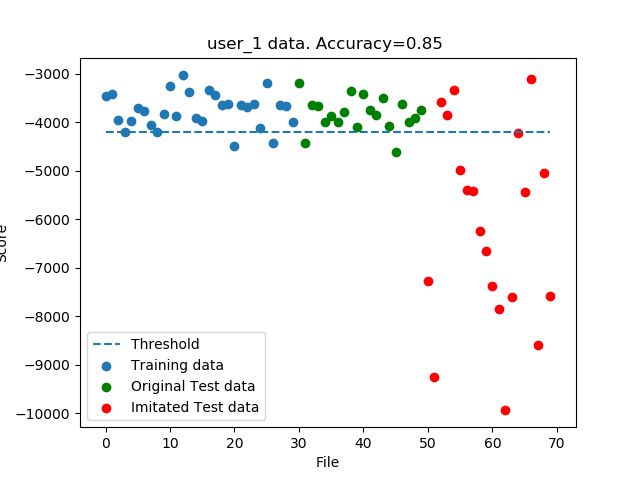 user_1 data. Accuracy=0.85
−3000
−4000
−5000
−6000
−7000
−8000
−9000
−10000
Score
Threshold
Training data
Original Test data
Imitated Test data
0 10 20 30 40 50 60 70
File